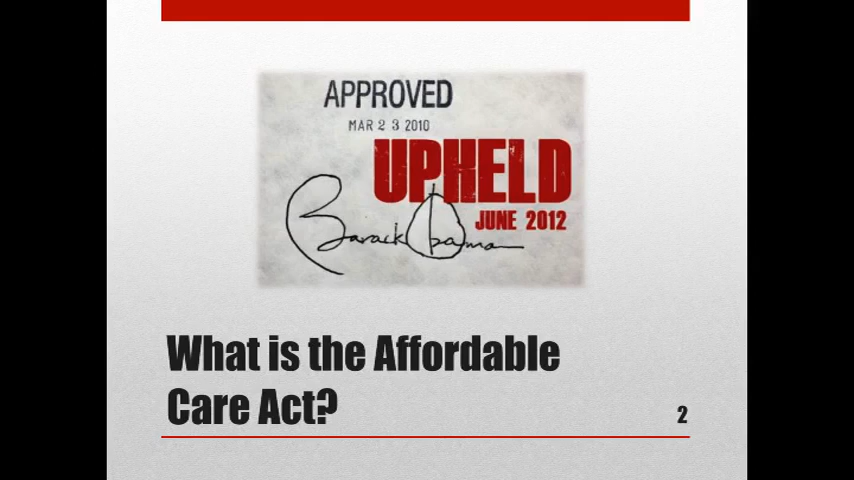 APPROVED
MAR 2 3 2010
UPHELD
JUNE 2012
Barack Obama
What is the Affordable
Care Act?
2